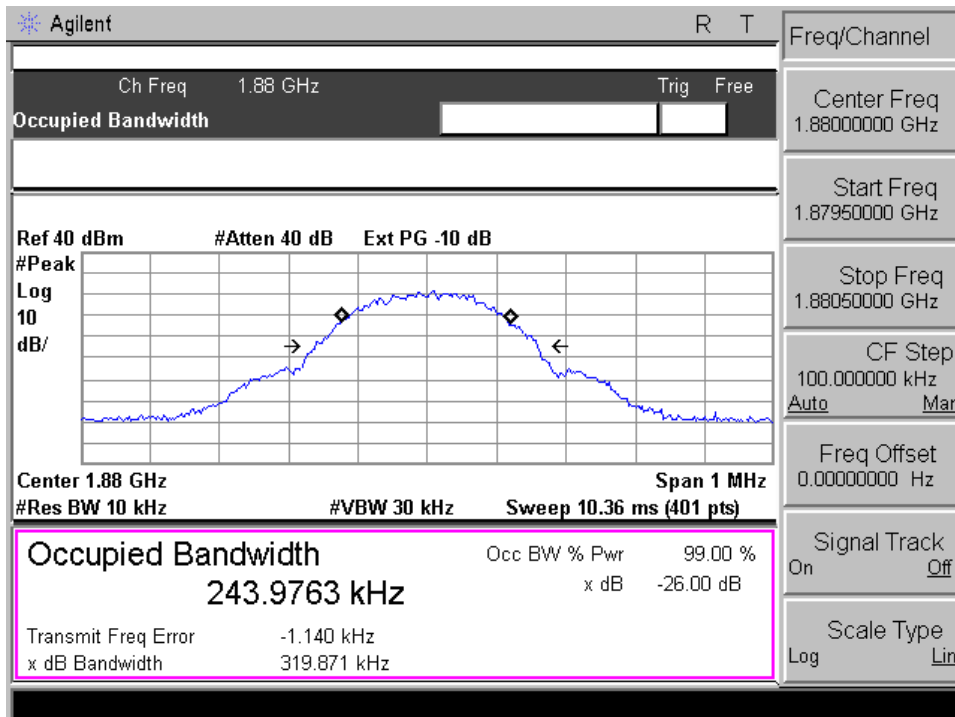 Agilent R T
Ch Freq 1.88 GHz Trig Free
Occupied Bandwidth
Ref 40 dBm #Atten 40 dB Ext PG -10 dB
#Peak
Log
10
dB/
Center 1.88 GHz Span 1 MHz
#Res BW 10 kHz #VBW 30 kHz Sweep 10.36 ms (401 pts)
Occupied Bandwidth
243.9763 kHz
Occ BW % Pwr 99.00 %
x dB -26.00 dB
Transmit Freq Error -1.140 kHz
x dB Bandwidth 319.871 kHz
Freq/Channel
Center Freq
1.88000000 GHz
Start Freq
1.87950000 GHz
Stop Freq
1.88050000 GHz
CF Step
100.000000 kHz
Auto Mar
Freq Offset
0.00000000 Hz
Signal Track
On Off
Scale Type
Log Lin